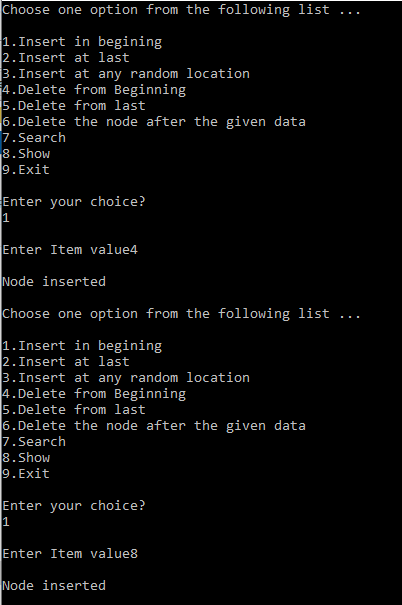 Choose one option from the following list ...
1.Insert in begining
2.Insert at last
3.Insert at any random location
4.Delete from Beginning
5.Delete from last
6.Delete the node after the given data
7.Search
8.Show
9.Exit
Enter your choice?
1
Enter Item value4
Node inserted
Choose one option from the following list ...
1.Insert in begining
2.Insert at last
3.Insert at any random location
4.Delete from Beginning
5.Delete from last
6.Delete the node after the given data
7.Search
8.Show
9.Exit
Enter your choice?
1
Enter Item value8
Node inserted